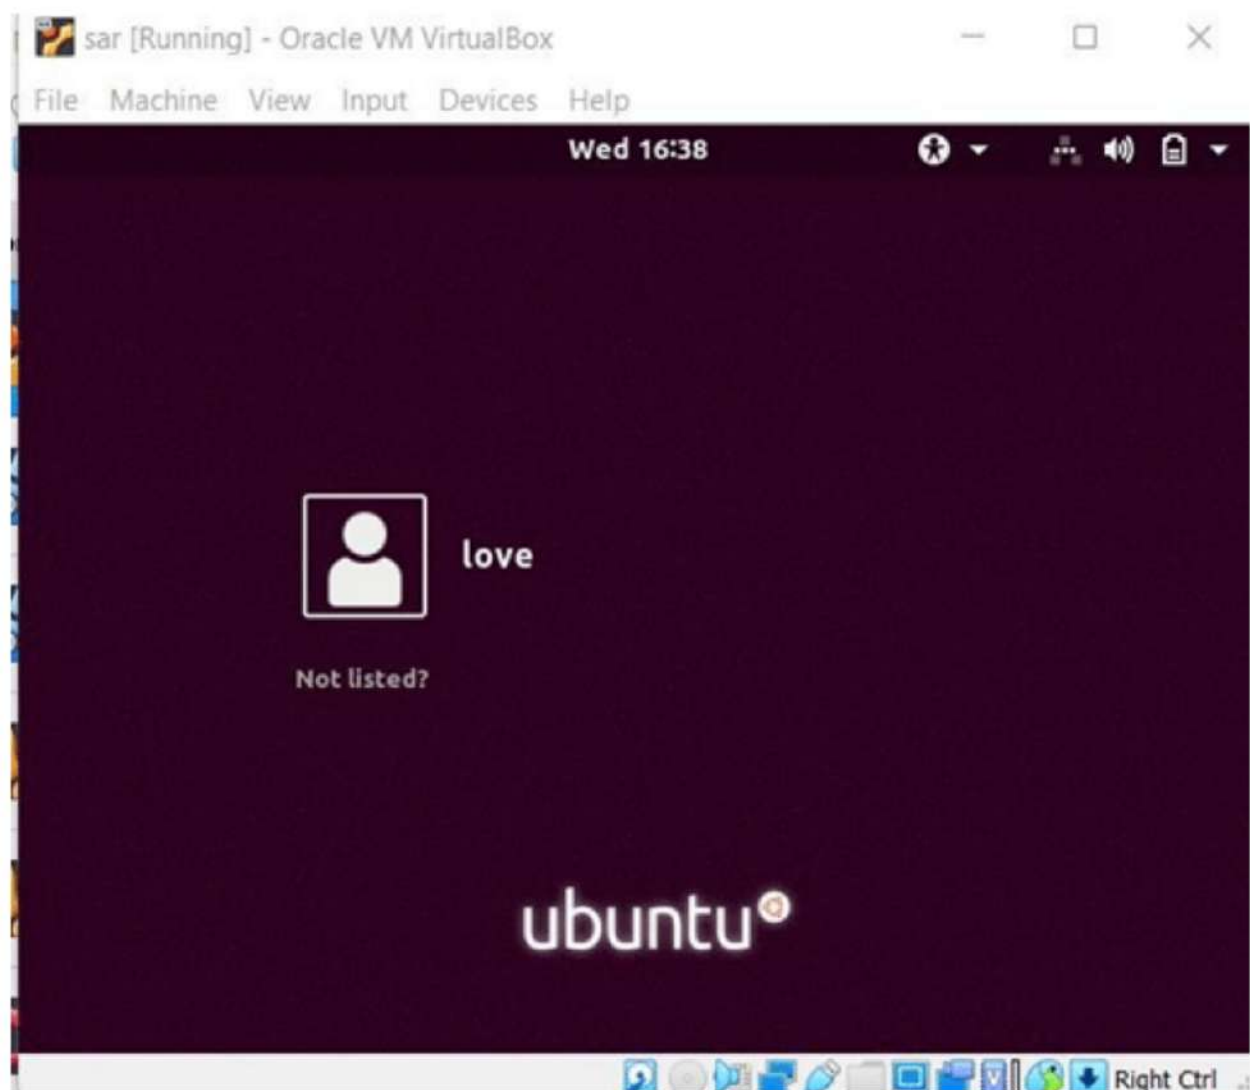 sar [Running] - Oracle VM VirtualBox
File Machine View Input Devices Help
Wed 16:38
love
Not listed?
ubuntu
Right Ctrl